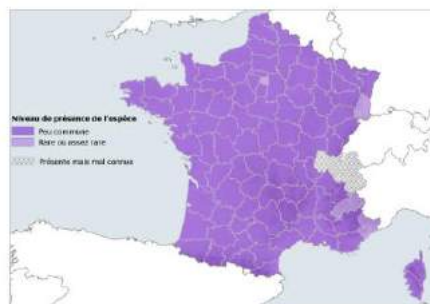 Niveau de présence de l'espèce
Peu commune
Rare ou assez rare
Présente mais mal connue